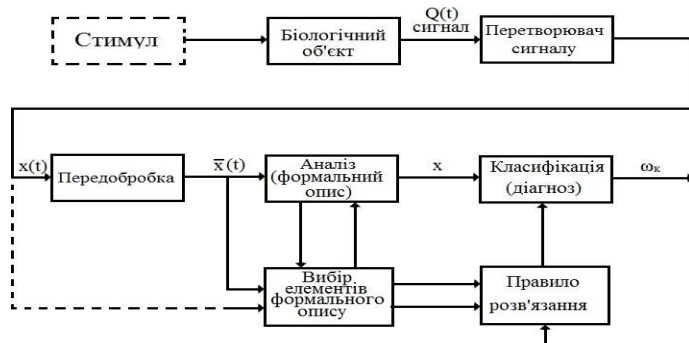 Стимул
Біологічний
об'єкт
Q(t)
сигнал
Перетворювач
сигналу
x(t)
Передобробка
x̅(t)
Аналіз
(формальний
опис)
x
Класифікація
(діагноз)
ωκ
Вибір
елементів
формального
опису
Правило
розв'язання